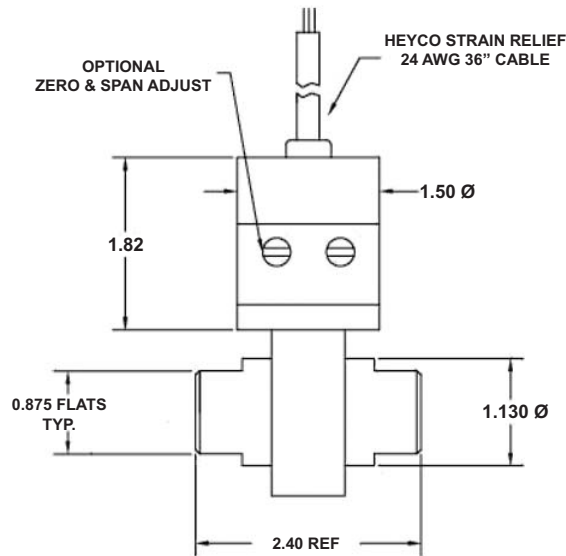 HEYCO STRAIN RELIEF
24 AWG 36” CABLE
OPTIONAL
ZERO & SPAN ADJUST
1.50 Ø
1.82
0.875 FLATS
TYP.
1.130 Ø
2.40 REF